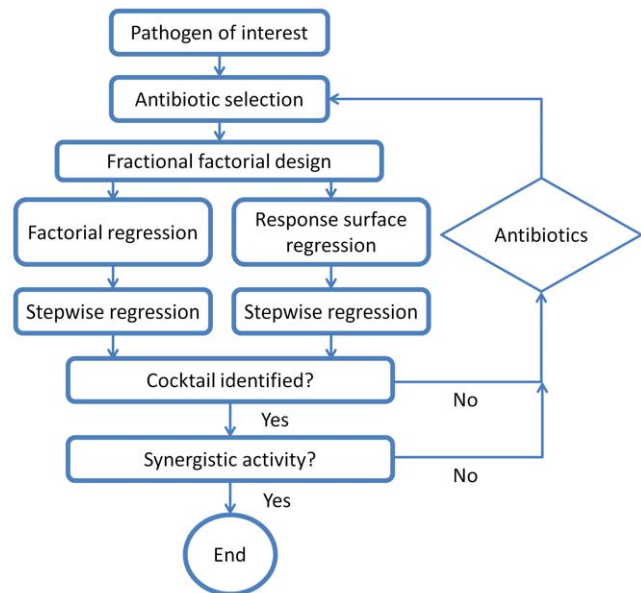 Pathogen of interest
Antibiotic selection
Fractional factorial design
Factorial regression
Response surface
regression
Antibiotics
Stepwise regression
Stepwise regression
Cocktail identified?
No
Yes
Synergistic activity?
No
Yes
End